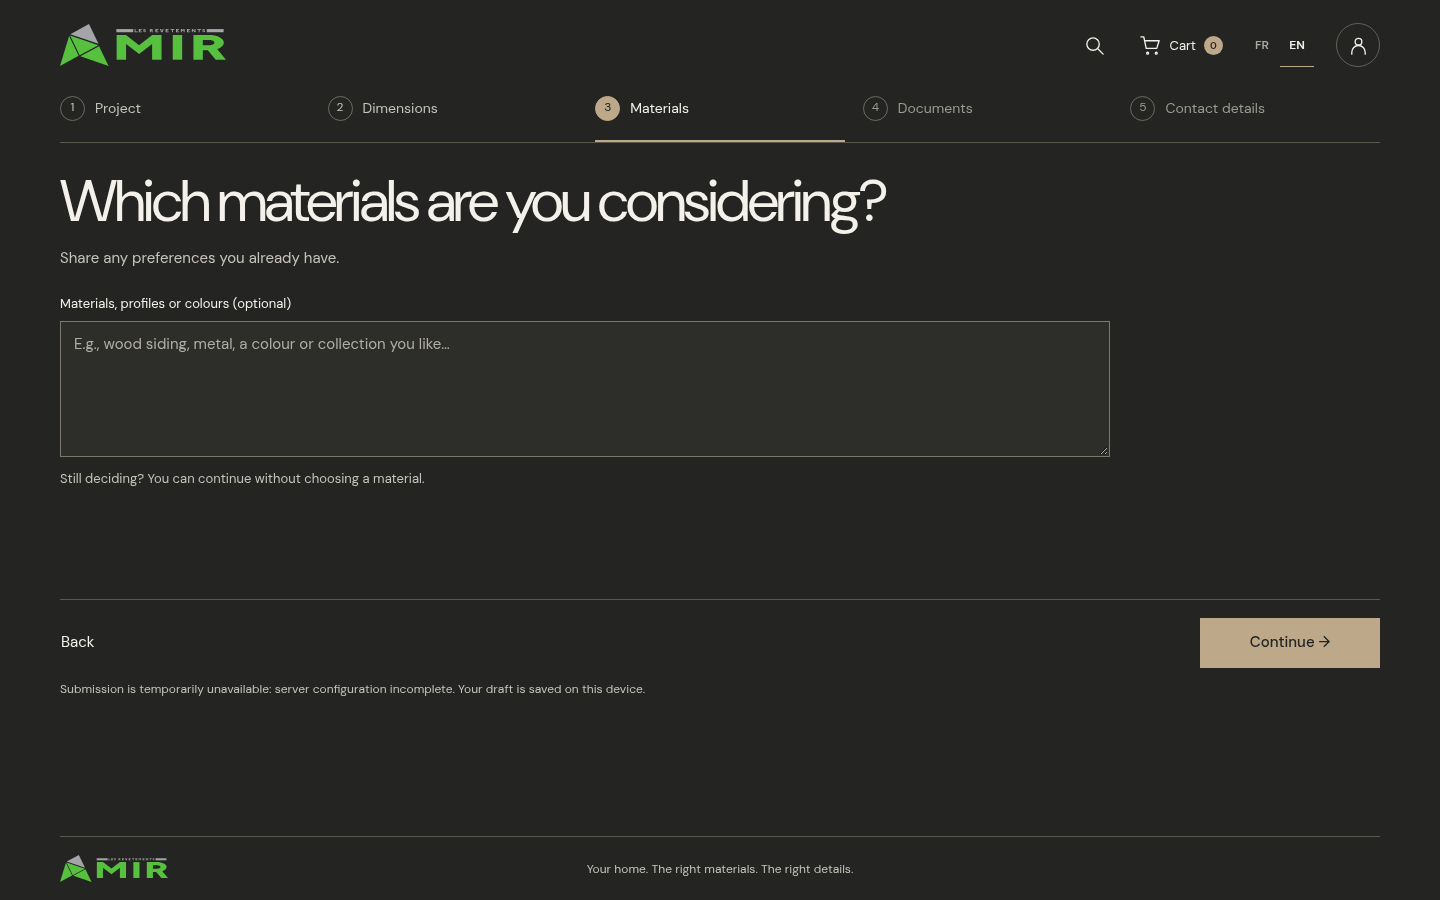 LES REVÊTEMENTS
MIR
Cart 0
FR EN
1 Project
2 Dimensions
3 Materials
4 Documents
5 Contact details
Which materials are you considering?
Share any preferences you already have.
Materials, profiles or colours (optional)
E.g., wood siding, metal, a colour or collection you like...
Still deciding? You can continue without choosing a material.
Back
Continue →
Submission is temporarily unavailable: server configuration incomplete. Your draft is saved on this device.
LES REVÊTEMENTS
MIR
Your home. The right materials. The right details.